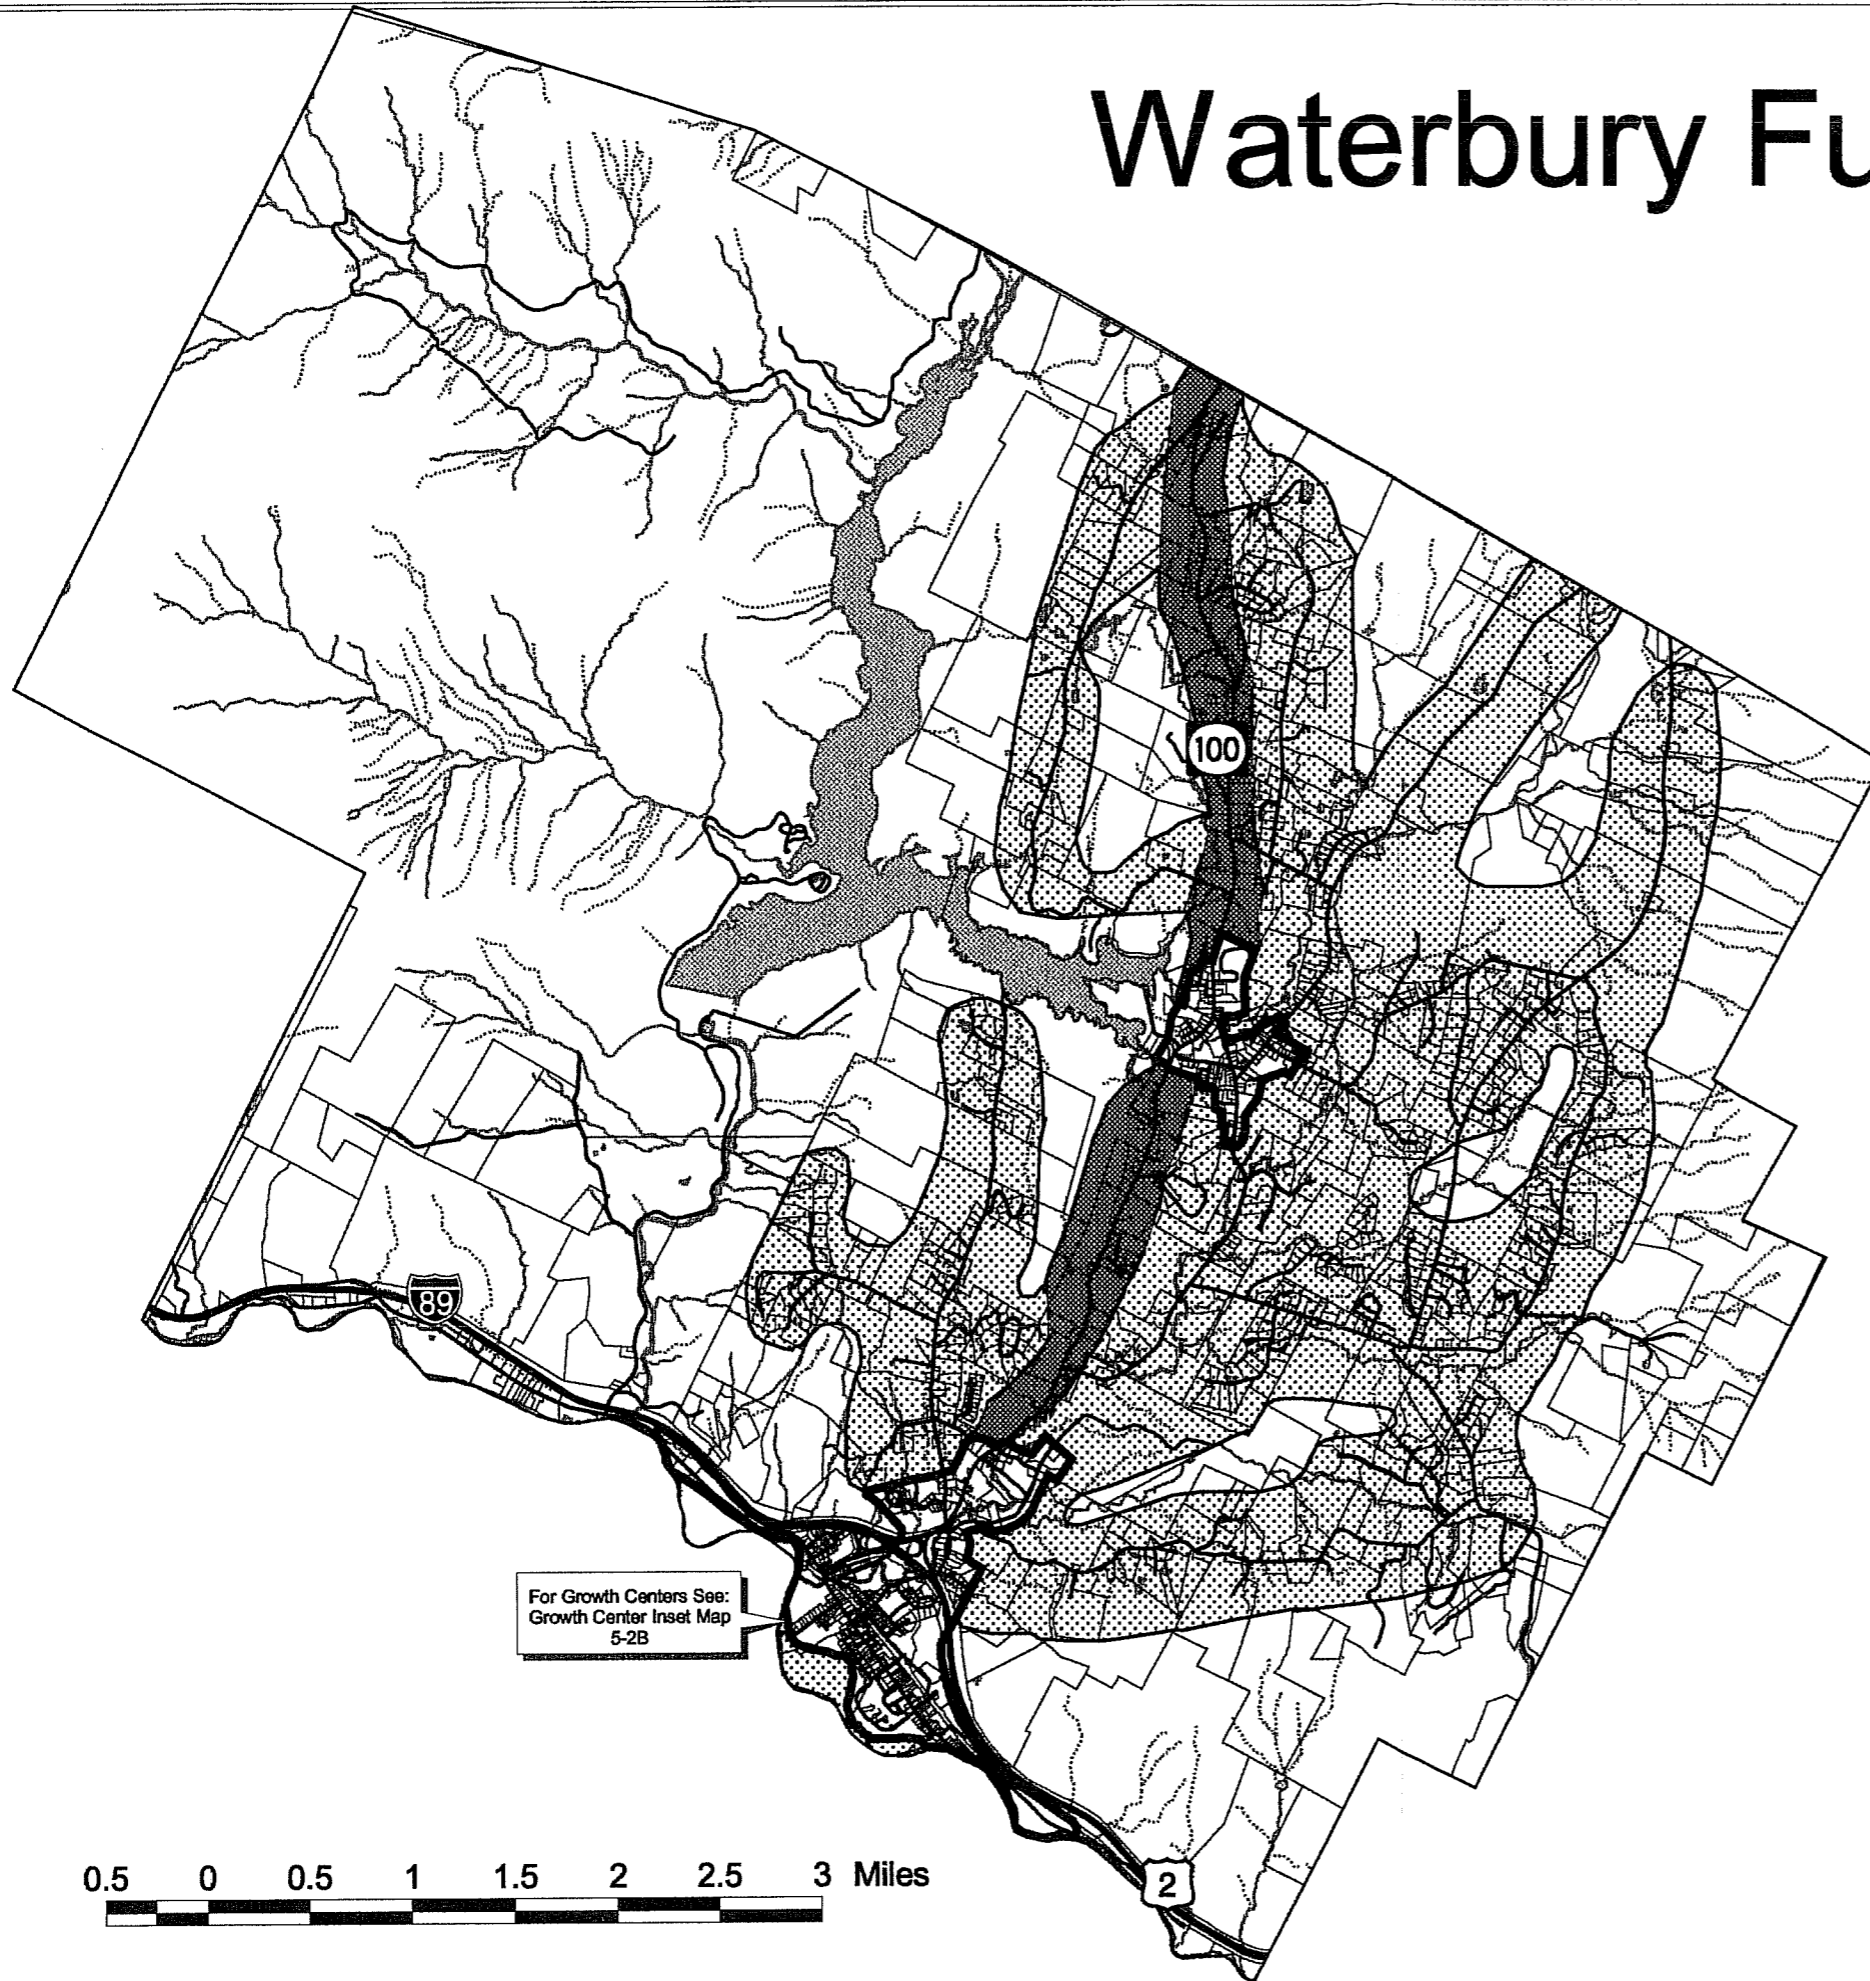 Waterbury Fu
100
89
For Growth Centers See:
Growth Center Inset Map
5-2B
2
0.5 0 0.5 1 1.5 2 2.5 3 Miles